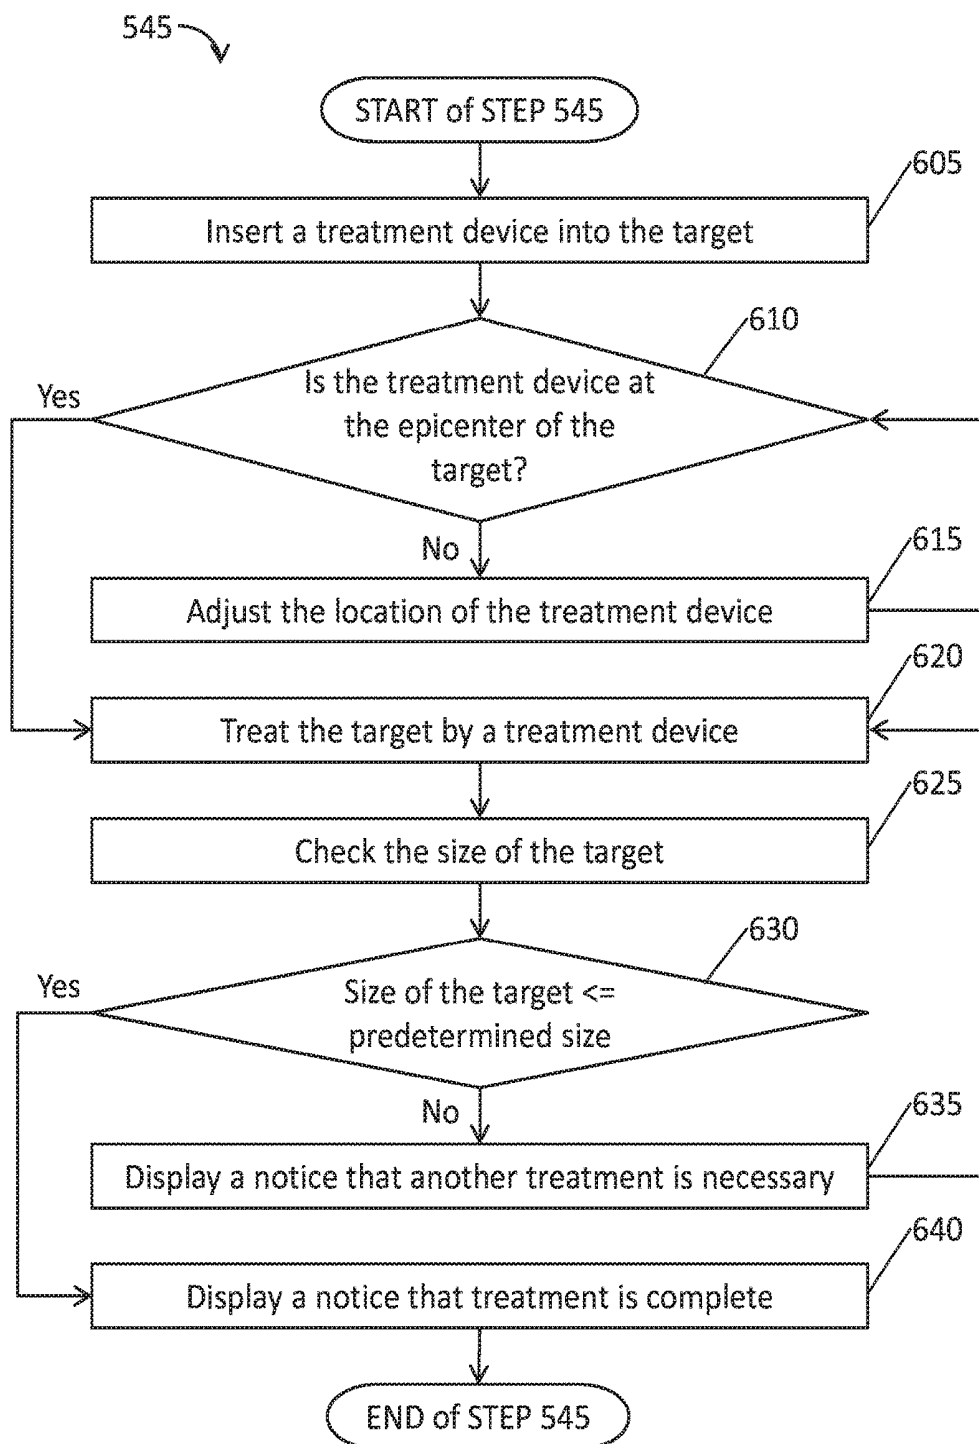 545
START of STEP 545
605
Insert a treatment device into the target
610
Is the treatment device at
the epicenter of the
target?
Yes
No
615
Adjust the location of the treatment device
620
Treat the target by a treatment device
625
Check the size of the target
630
Size of the target <=
predetermined size
Yes
No
635
Display a notice that another treatment is necessary
640
Display a notice that treatment is complete
END of STEP 545